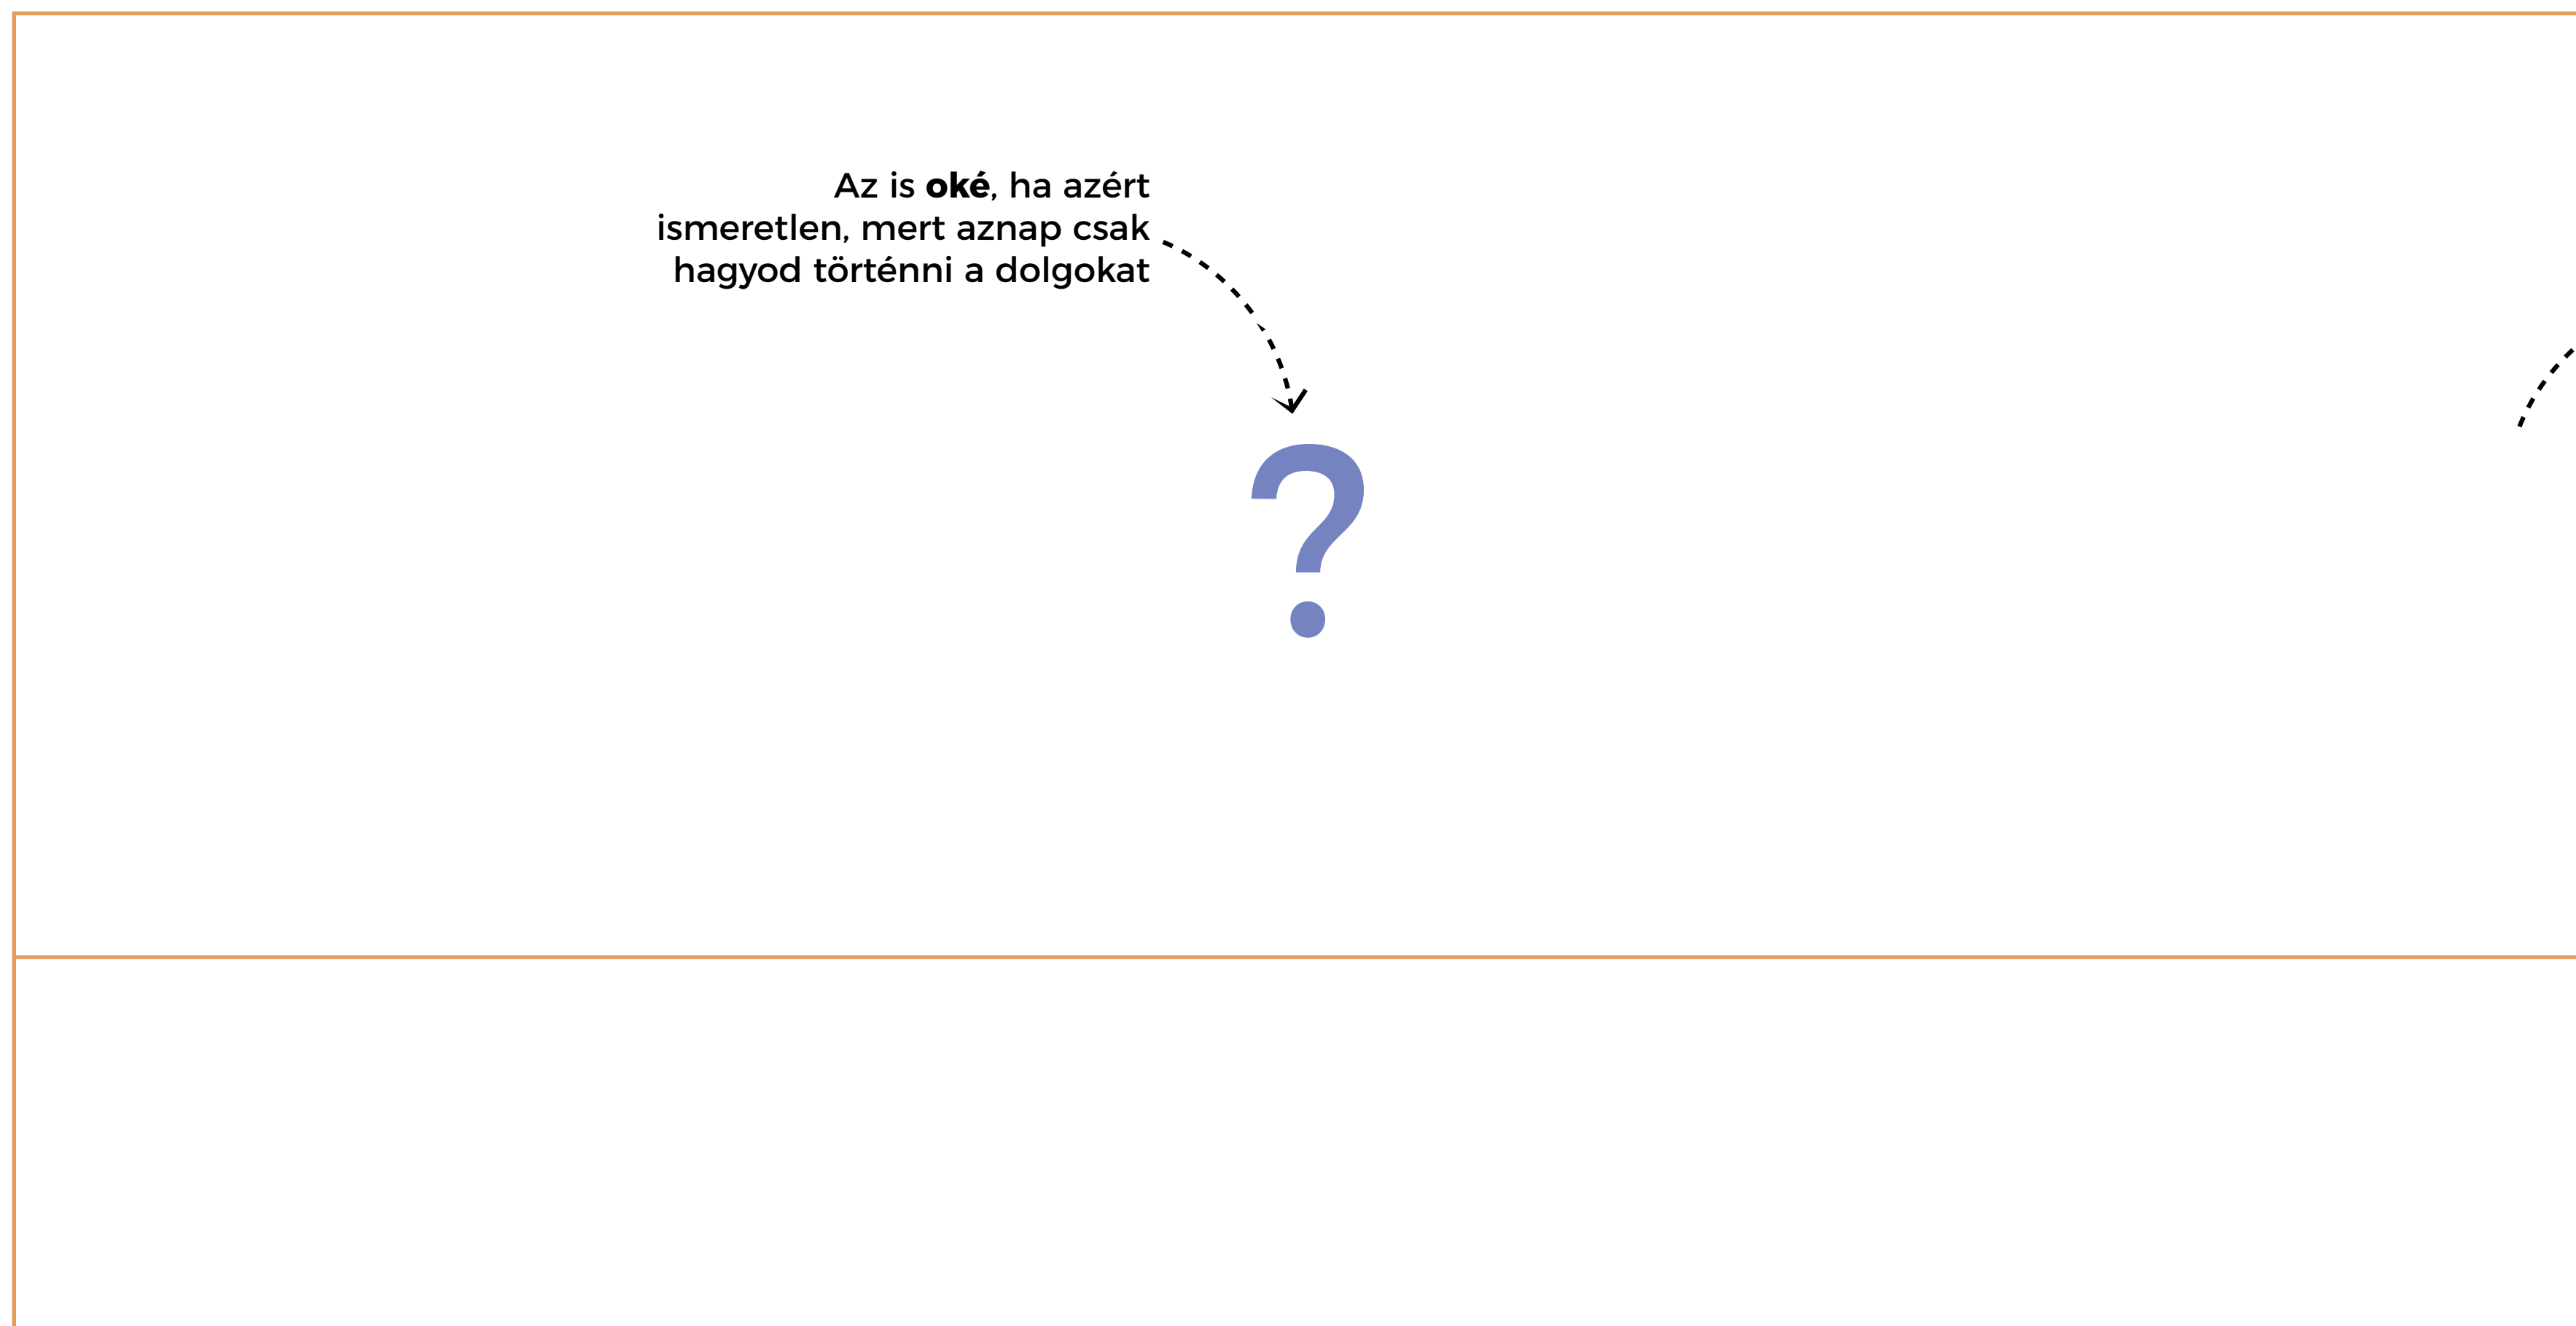 Az is oké, ha azért
ismeretlen, mert aznap csak
hagyod történni a dolgokat
?